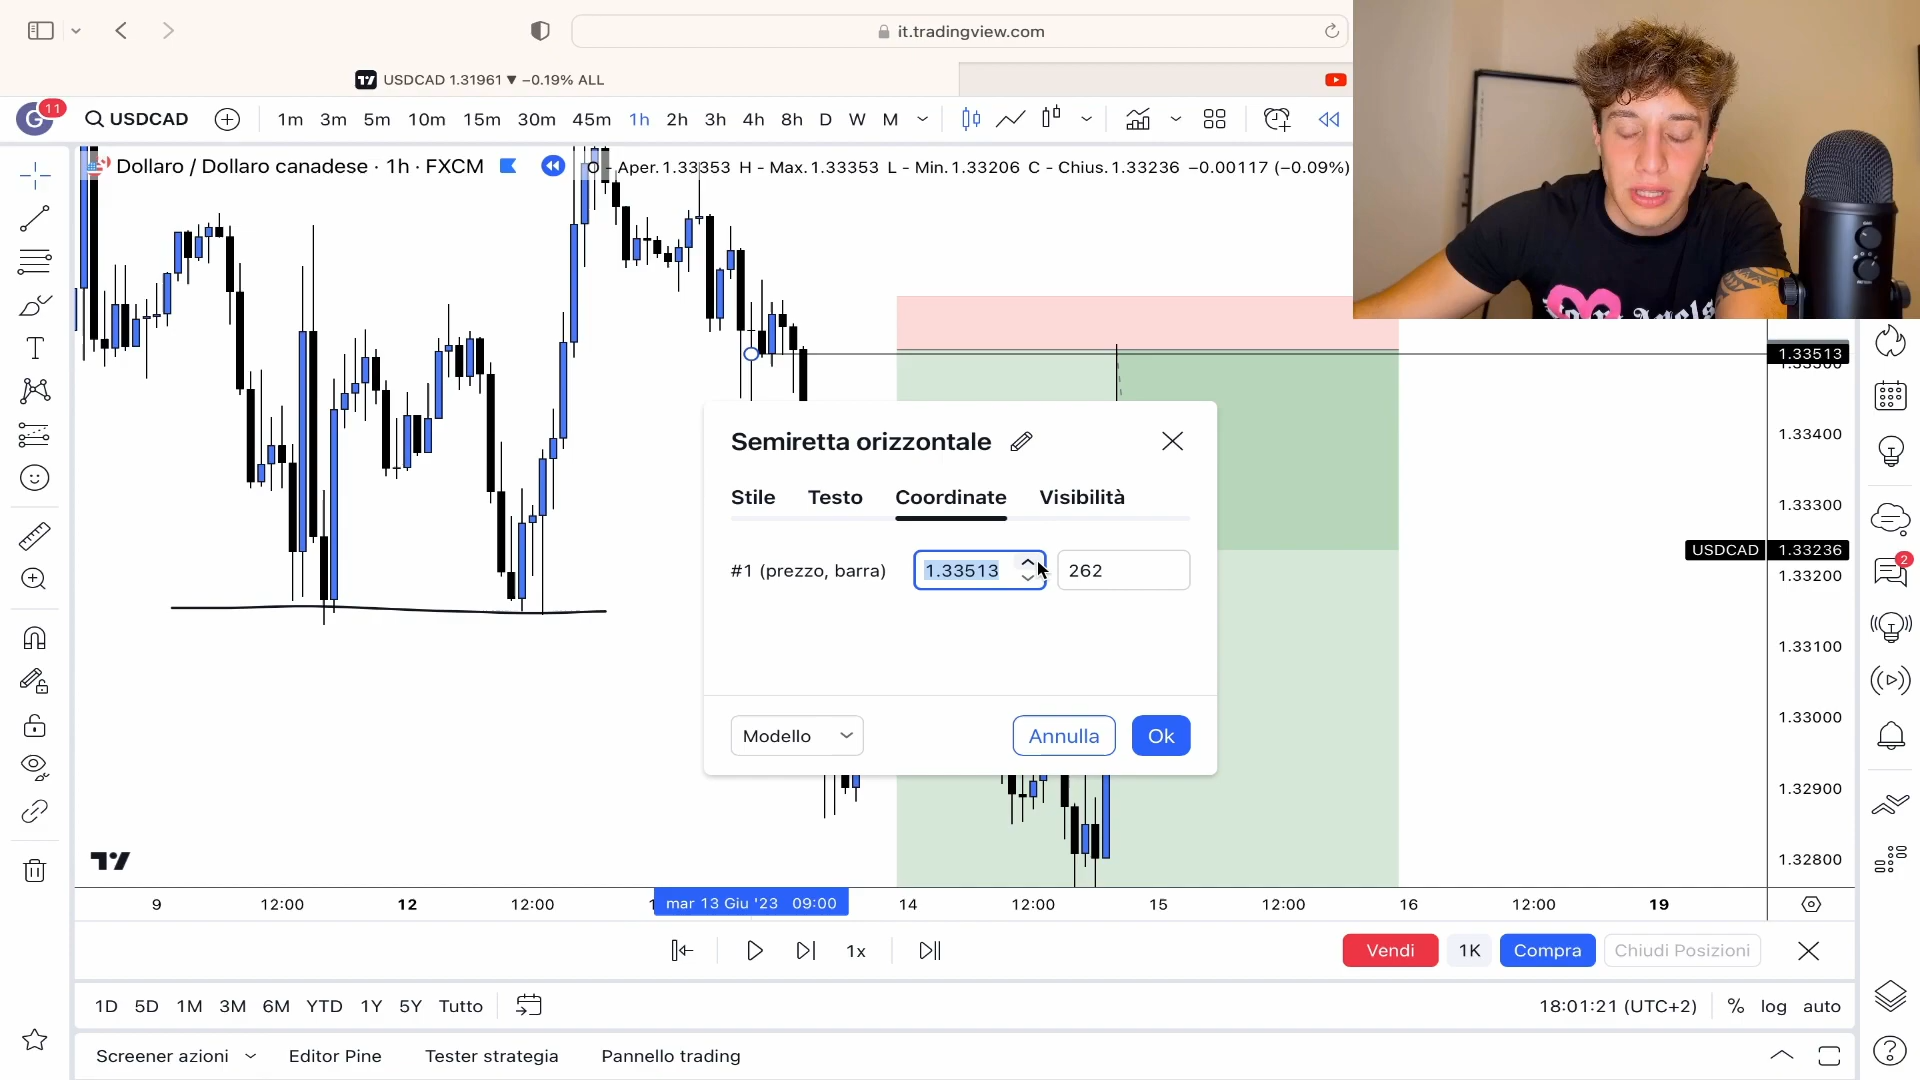 it.tradingview.com
USDCAD 1.31961 ▼ −0.19% ALL
G 11 USDCAD 1m 3m 5m 10m 15m 30m 45m 1h 2h 3h 4h 8h D W M
Dollaro / Dollaro canadese · 1h · FXCM O - Aper.1.33353 H - Max.1.33353 L - Min.1.33206 C - Chius.1.33236 −0.00117 (−0.09%)
1.33513
1.33400
Semiretta orizzontale
Stile Testo Coordinate Visibilità
1.33300
USDCAD 1.33236
#1 (prezzo, barra) 1.33513 262
1.33200
2
1.33100
1.33000
Modello Annulla Ok
1.32900
1.32800
9 12:00 12 12:00 mar 13 Giu '23 09:00 14 12:00 15 12:00 16 12:00 19
1x Vendi 1K Compra Chiudi Posizioni
1D 5D 1M 3M 6M YTD 1Y 5Y Tutto 18:01:21 (UTC+2) % log auto
Screener azioni Editor Pine Tester strategia Pannello trading